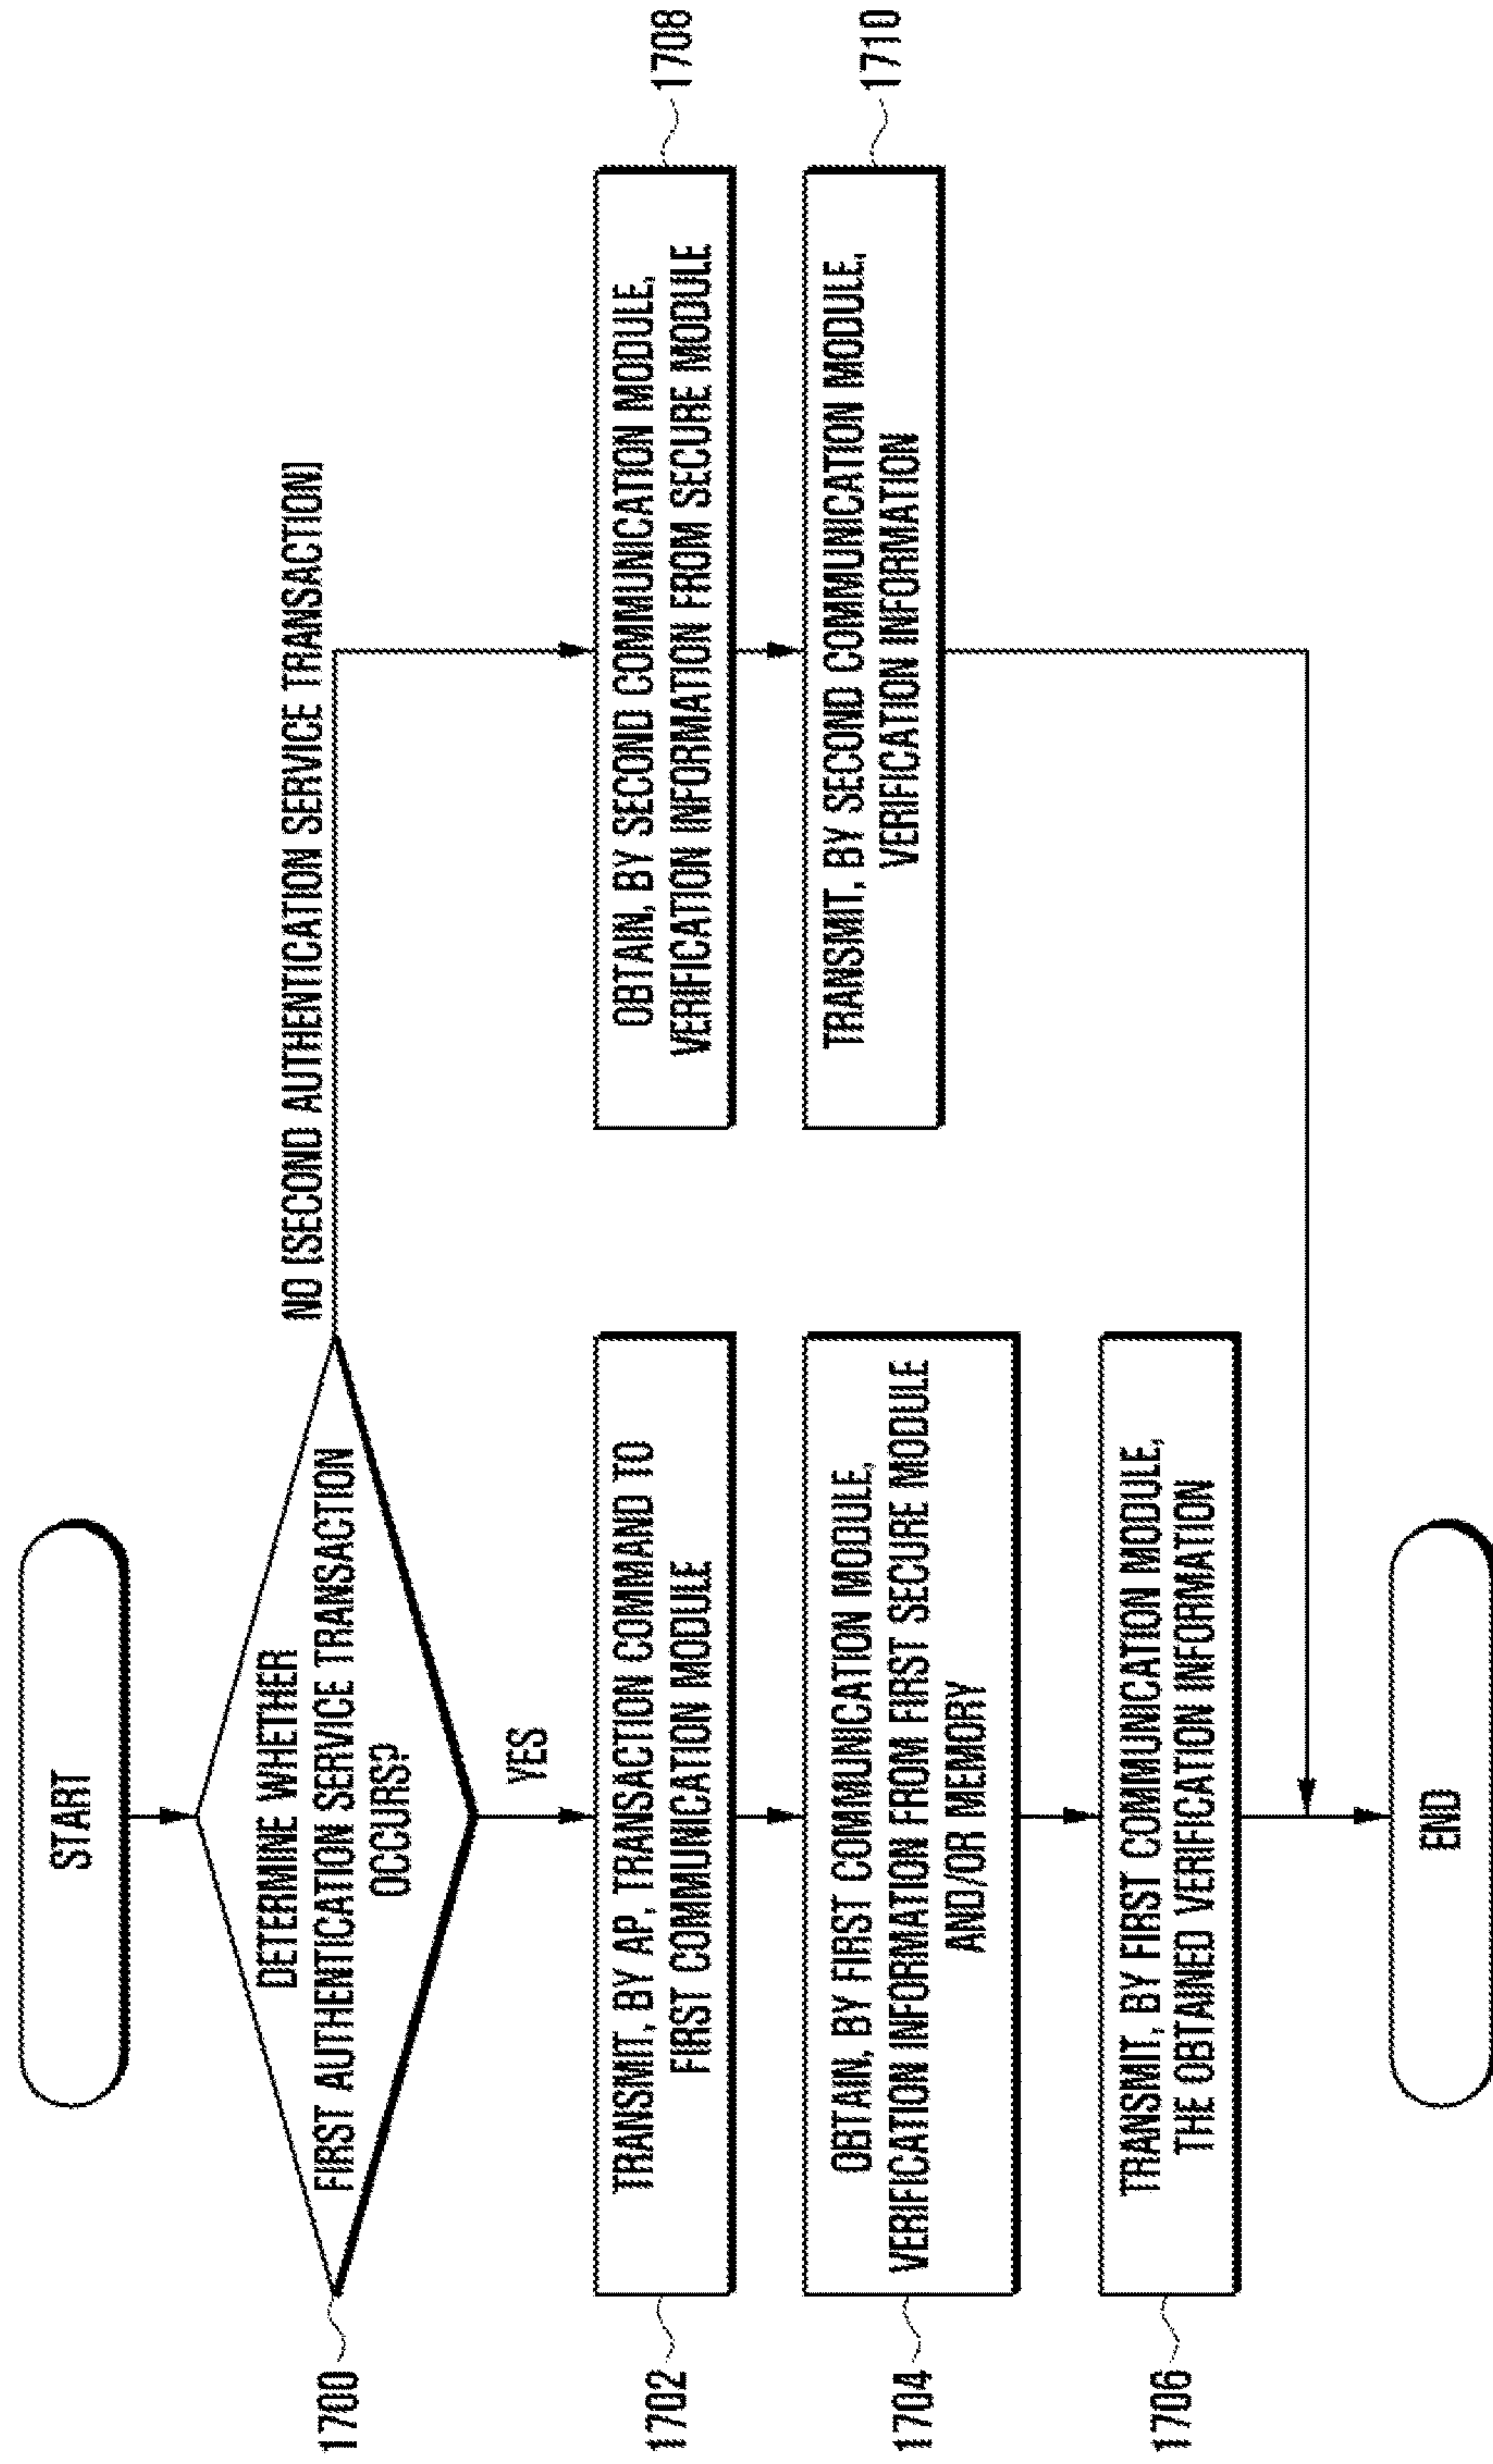 START
1700
DETERMINE WHETHER
FIRST AUTHENTICATION SERVICE TRANSACTION
OCCURS?
NO (SECOND AUTHENTICATION SERVICE TRANSACTION)
YES
1702
TRANSMIT, BY AP, TRANSACTION COMMAND TO
FIRST COMMUNICATION MODULE
1708
OBTAIN, BY SECOND COMMUNICATION MODULE,
VERIFICATION INFORMATION FROM SECURE MODULE
1704
OBTAIN, BY FIRST COMMUNICATION MODULE,
VERIFICATION INFORMATION FROM FIRST SECURE MODULE
AND/OR MEMORY
1710
TRANSMIT, BY SECOND COMMUNICATION MODULE,
VERIFICATION INFORMATION
1706
TRANSMIT, BY FIRST COMMUNICATION MODULE,
THE OBTAINED VERIFICATION INFORMATION
END